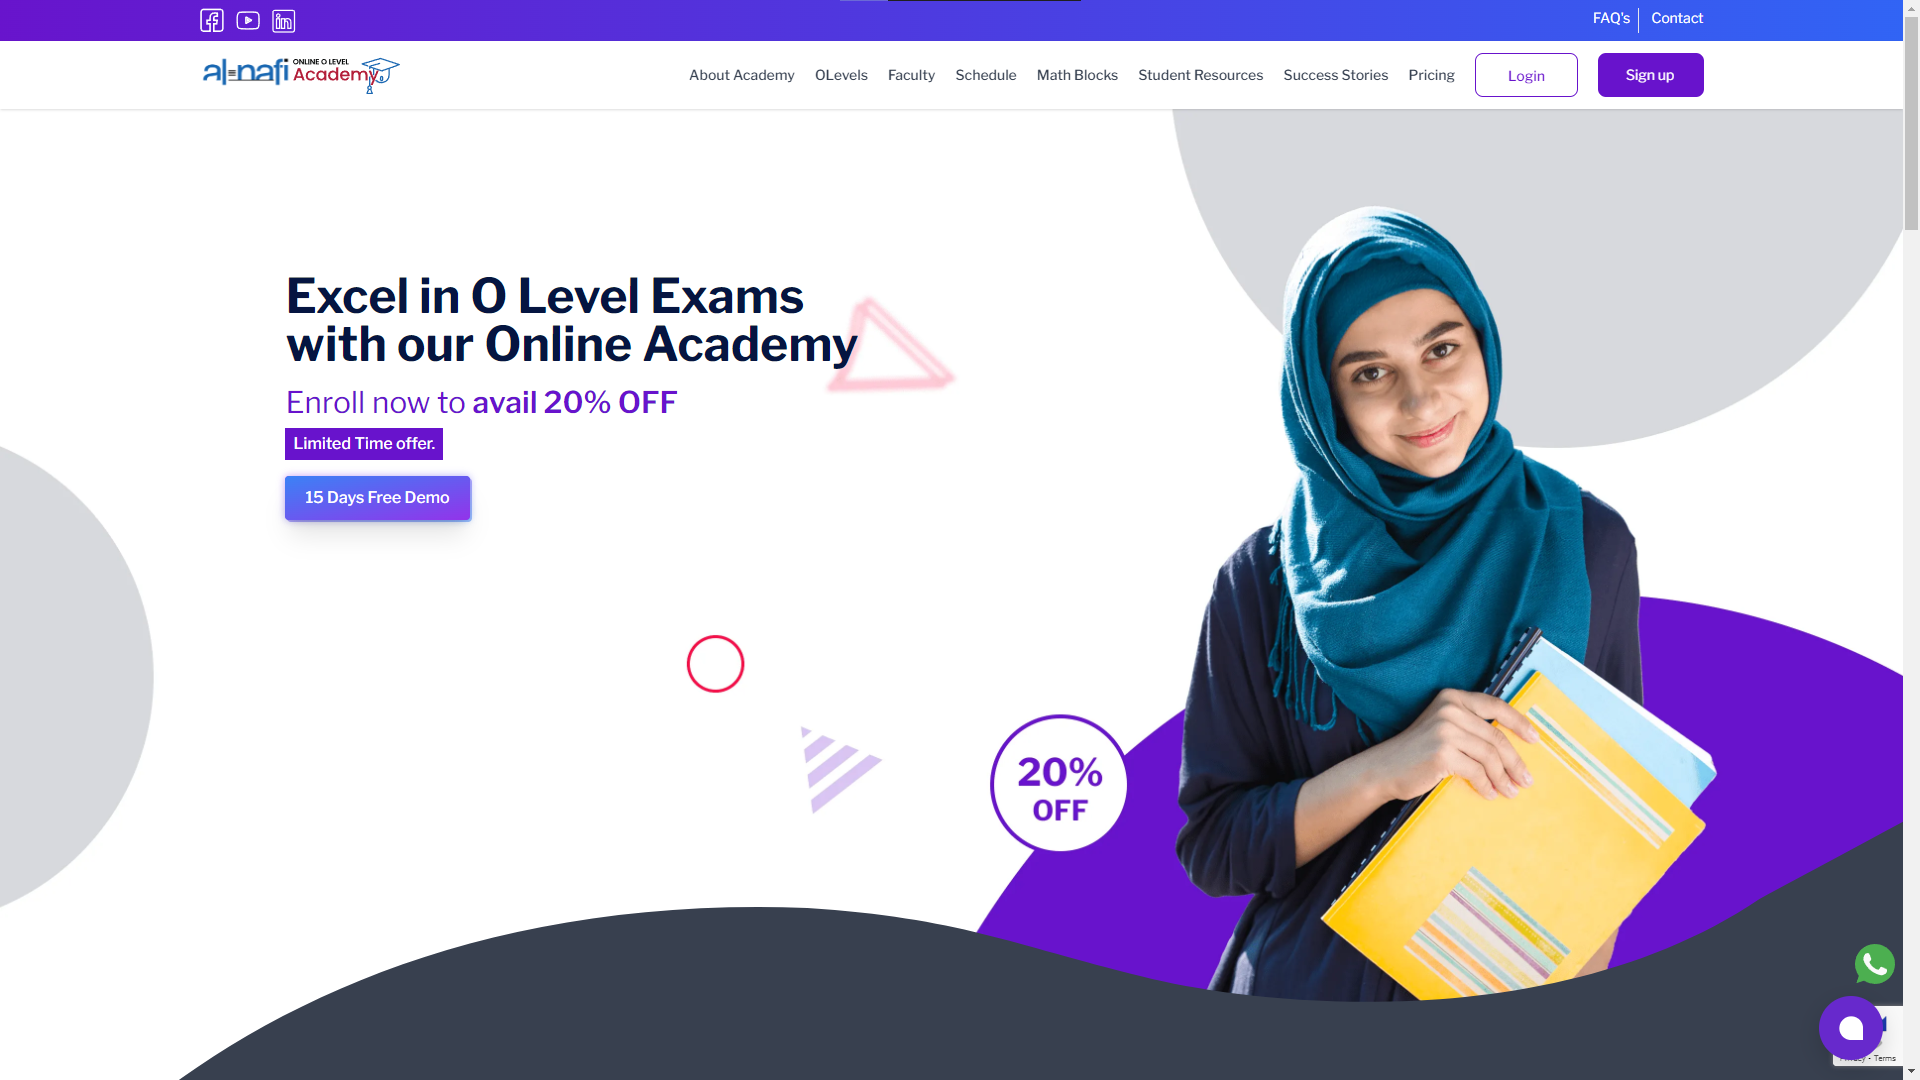 FAQ's
Contact
al-nafi ONLINE O LEVEL Academy
About Academy
OLevels
Faculty
Schedule
Math Blocks
Student Resources
Success Stories
Pricing
Login
Sign up
Excel in O Level Exams
with our Online Academy
Enroll now to avail 20% OFF
Limited Time offer.
15 Days Free Demo
20%
OFF
- Terms